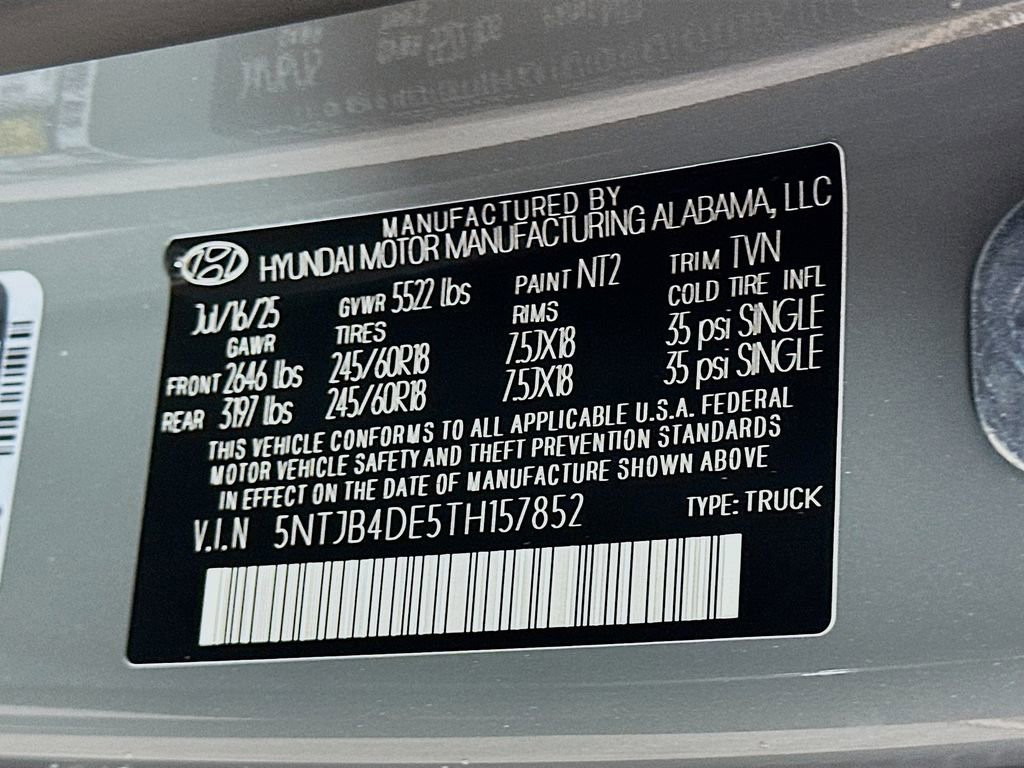 MANUFACTURED BY
HYUNDAI MOTOR MANUFACTURING ALABAMA, LLC
Jul/16/25 GVWR 5522 lbs PAINT NT2 TRIM TVN
GAWR TIRES RIMS COLD TIRE INFL
FRONT 2646 lbs 245/60R18 7.5JX18 35 psi SINGLE
REAR 3197 lbs 245/60R18 7.5JX18 35 psi SINGLE
THIS VEHICLE CONFORMS TO ALL APPLICABLE U.S.A. FEDERAL
MOTOR VEHICLE SAFETY AND THEFT PREVENTION STANDARDS
IN EFFECT ON THE DATE OF MANUFACTURE SHOWN ABOVE
V.I.N 5NTJB4DE5TH157852 TYPE: TRUCK